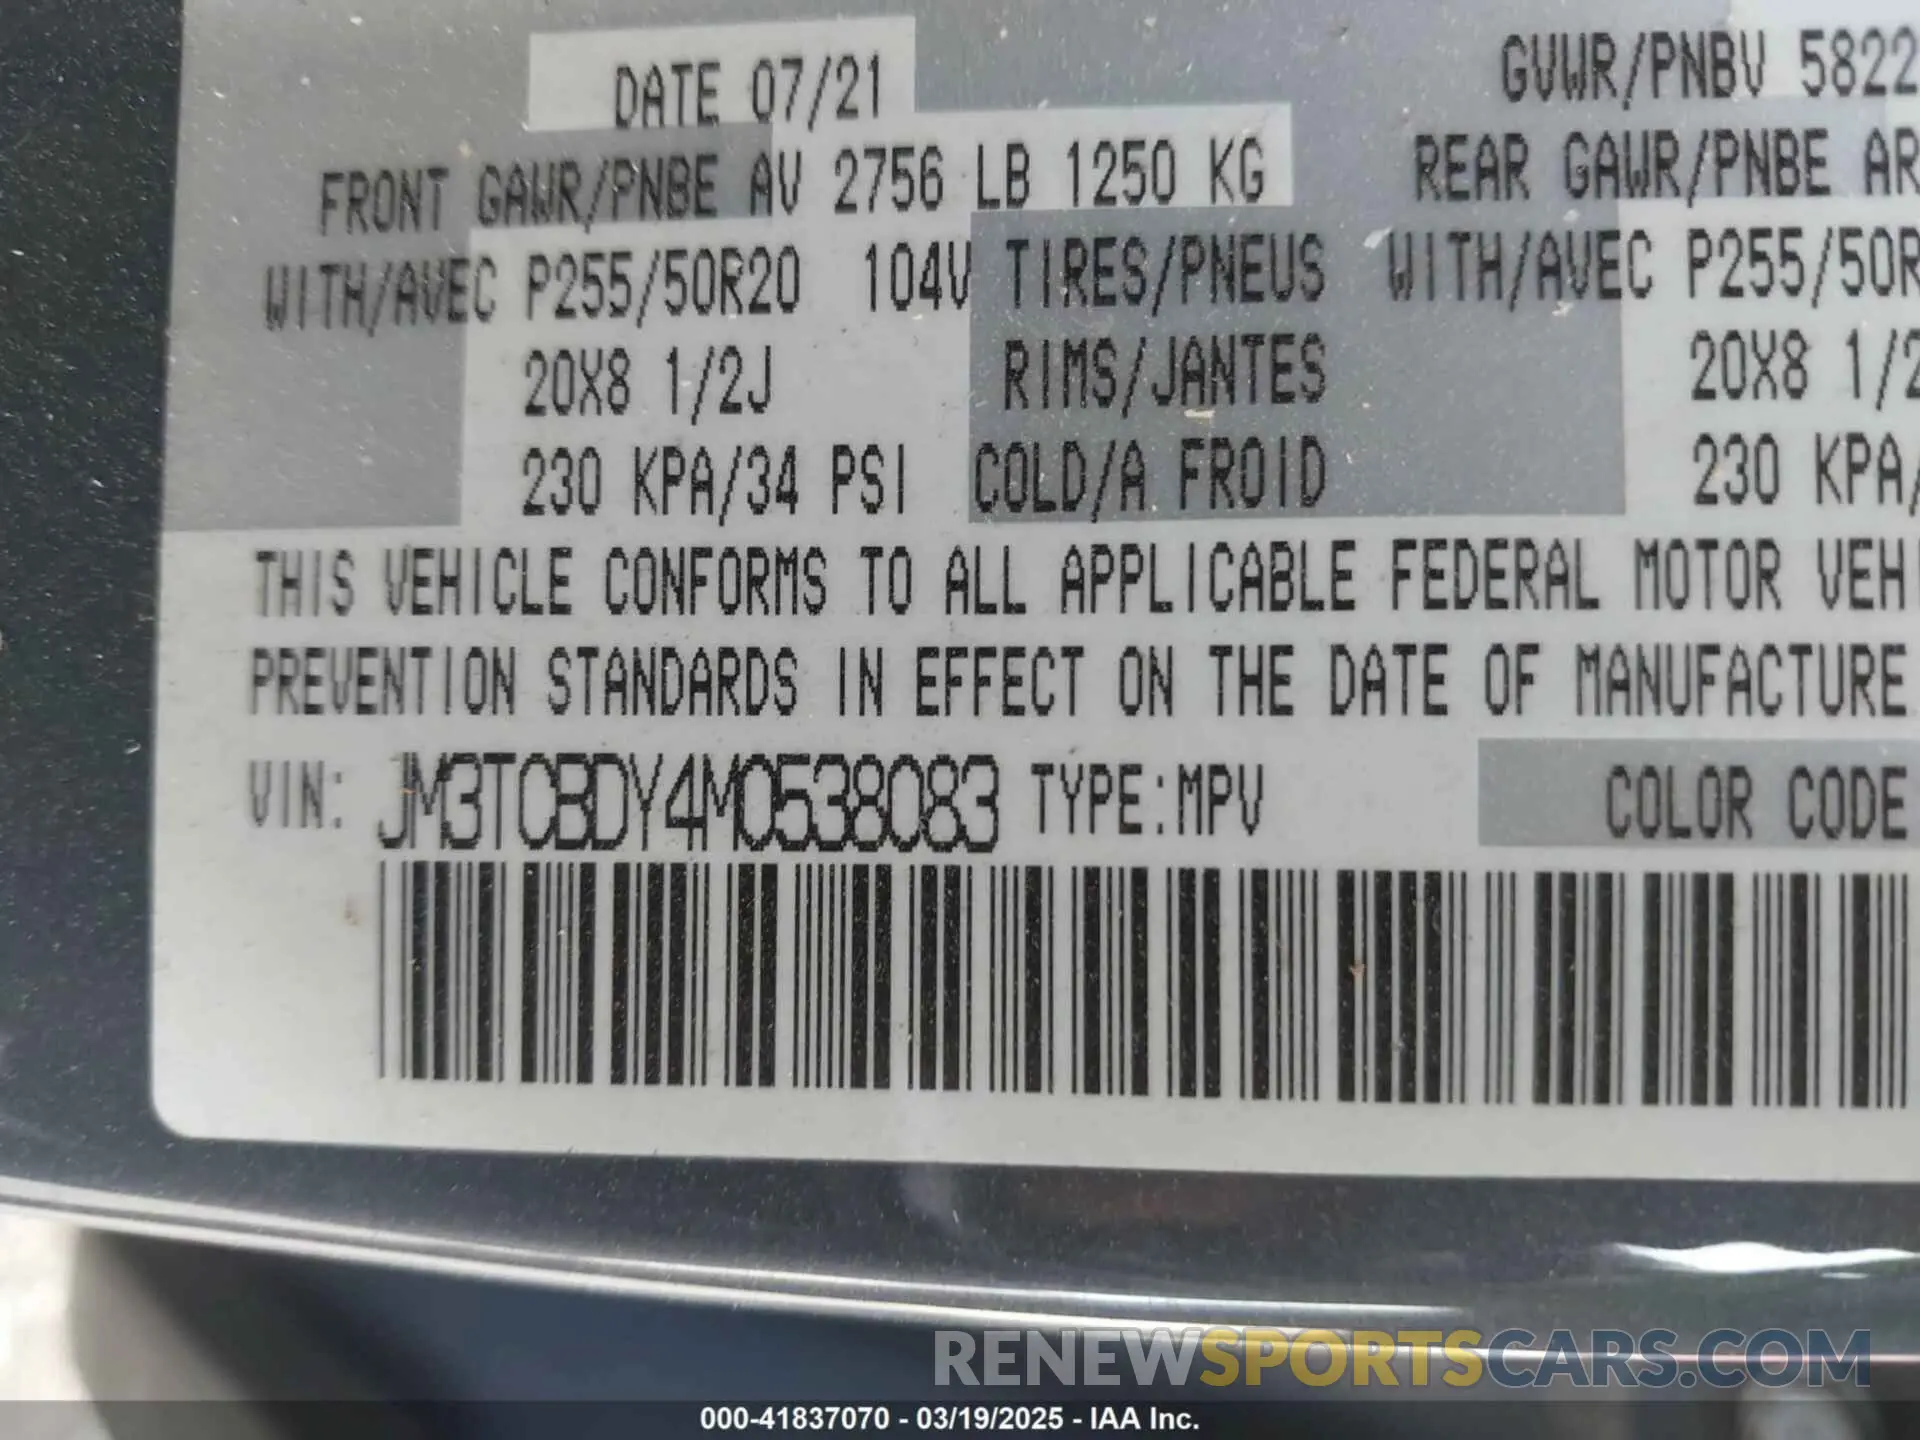 DATE 07/21
GVWR/PNBV 5822
FRONT GAWR/PNBE AV 2756 LB 1250 KG
REAR GAWR/PNBE AR
WITH/AVEC P255/50R20 104V TIRES/PNEUS WITH/AVEC P255/50R
20X8 1/2J RIMS/JANTES 20X8 1/2
230 KPA/34 PSI COLD/A FROID 230 KPA/
THIS VEHICLE CONFORMS TO ALL APPLICABLE FEDERAL MOTOR VEHI
PREVENTION STANDARDS IN EFFECT ON THE DATE OF MANUFACTURE
VIN: JM3TCBDY4M0538083 TYPE:MPV COLOR CODE
RENEWSPORTSCARS.COM
000-41837070 - 03/19/2025 - IAA Inc.